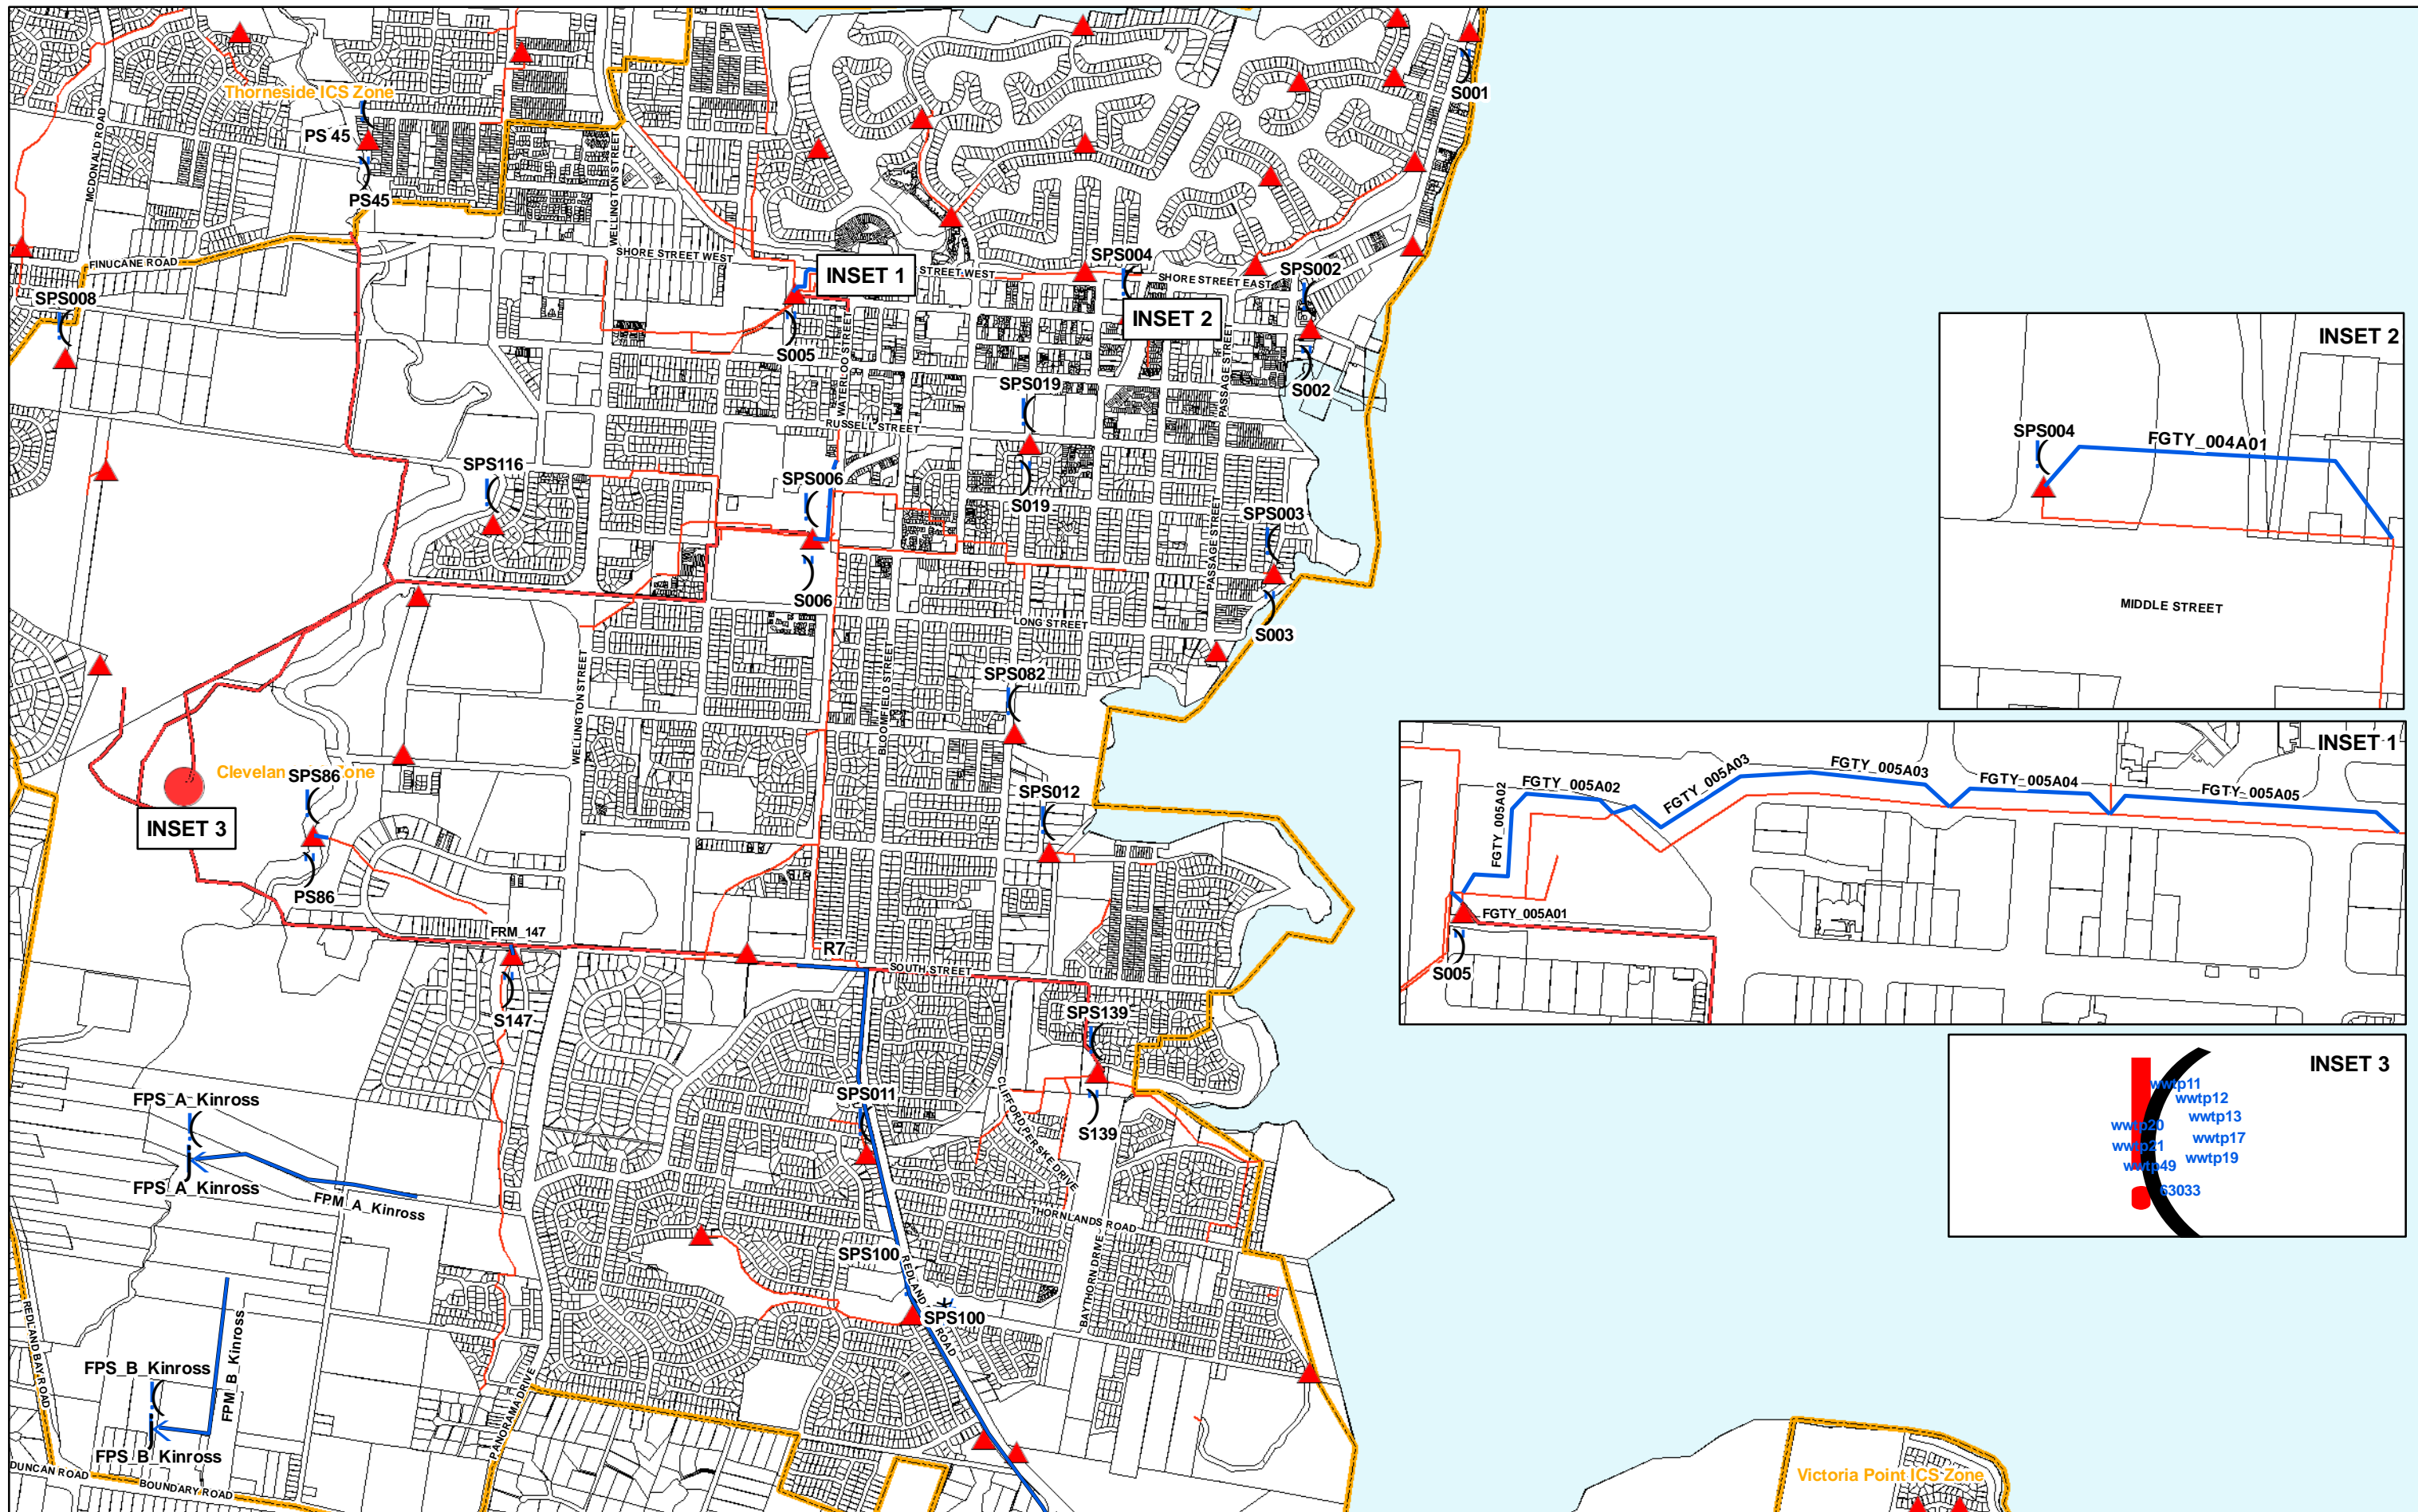 S001
Thorneside ICS Zone
MCDONALD ROAD
PS 45
PS45
WELLINGTON STREET
SHORE STREET WEST
FINUCANE ROAD
INSET 1
STREET WEST
SPS004
SHORE STREET EAST
SPS002
SPS008
INSET 2
S005
WATERLOO STREET
PASSAGE STREET
S002
SPS019
RUSSELL STREET
SPS116
SPS006
S019
SPS003
PASSAGE STREET
S006
LONG STREET
S003
WELLINGTON STREET
BLOOMFIELD STREET
SPS082
Clevelan
one
SPS86
SPS012
INSET 3
PS86
FRM_147
R7
SOUTH STREET
S147
SPS139
SPS011
CLIFFORD PERSKE DRIVE
S139
FPS_A_Kinross
FPS_A_Kinross
FPM_A_Kinross
THORNLANDS ROAD
SPS100
REDLAND
ROAD
SPS100
BAYTHORN DRIVE
REDLAND BAY ROAD
FPM_B_Kinross
FPS_B_Kinross
FPS_B_Kinross
PANORAMA DRIVE
DUNCAN ROAD
BOUNDARY ROAD
INSET 2
SPS004
FGTY_004A01
MIDDLE STREET
INSET 1
FGTY_005A02
FGTY_005A02
FGTY_005A03
FGTY_005A03
FGTY_005A04
FGTY_005A05
FGTY_005A01
S005
INSET 3
wwtp11
wwtp12
wwtp13
wwtp20
wwtp17
wwtp21
wwtp19
wwtp49
63033
Victoria Point ICS Zone